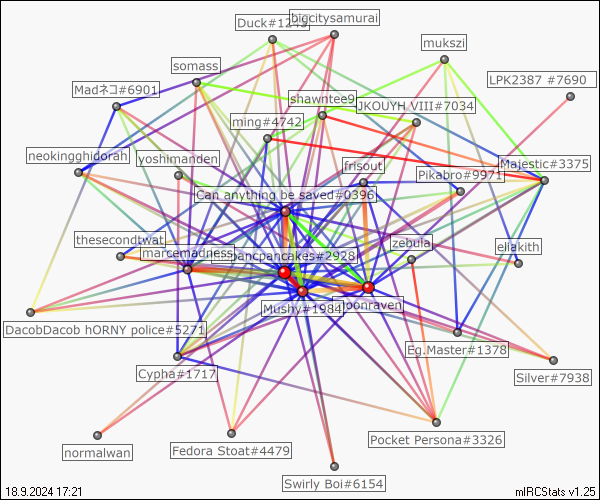 Duck#1243
bigcitysamurai
mukszi
somass
LPK2387 #7690
Madネコ#6901
shawntee9
JKOUYH VIII#7034
ming#4742
neokingghidorah
yoshimanden
frisout
Pikabro#9971
Majestic#3375
Can anything be saved#0396
thesecondtwat
marcemadness
pancpancakes#2928
zebula
eliakith
Mushy#1984
moonraven
DacobDacob hORNY police#5271
Eg.Master#1378
Cypha#1717
Silver#7938
normalwan
Fedora Stoat#4479
Pocket Persona#3326
Swirly Boi#6154
18.9.2024 17:21
mIRCStats v1.25